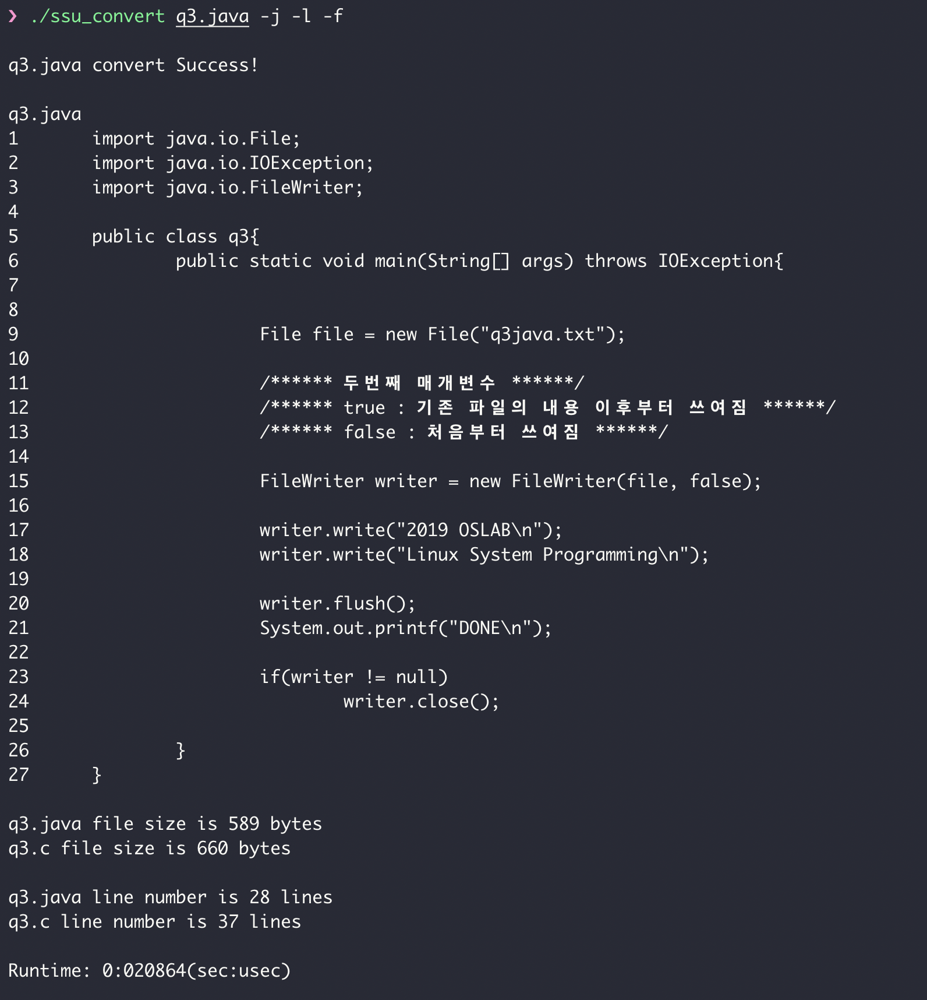 ❯ ./ssu_convert q3.java -j -l -f
q3.java convert Success!
q3.java
1 import java.io.File;
2 import java.io.IOException;
3 import java.io.FileWriter;
4
5 public class q3{
6 public static void main(String[] args) throws IOException{
7
8
9 File file = new File("q3java.txt");
10
11 /****** 두번째 매개변수 ******/
12 /****** true : 기존 파일의 내용 이후부터 쓰여짐 ******/
13 /****** false : 처음부터 쓰여짐 ******/
14
15 FileWriter writer = new FileWriter(file, false);
16
17 writer.write("2019 OSLAB\n");
18 writer.write("Linux System Programming\n");
19
20 writer.flush();
21 System.out.printf("DONE\n");
22
23 if(writer != null)
24 writer.close();
25
26 }
27 }
q3.java file size is 589 bytes
q3.c file size is 660 bytes
q3.java line number is 28 lines
q3.c line number is 37 lines
Runtime: 0:020864(sec:usec)